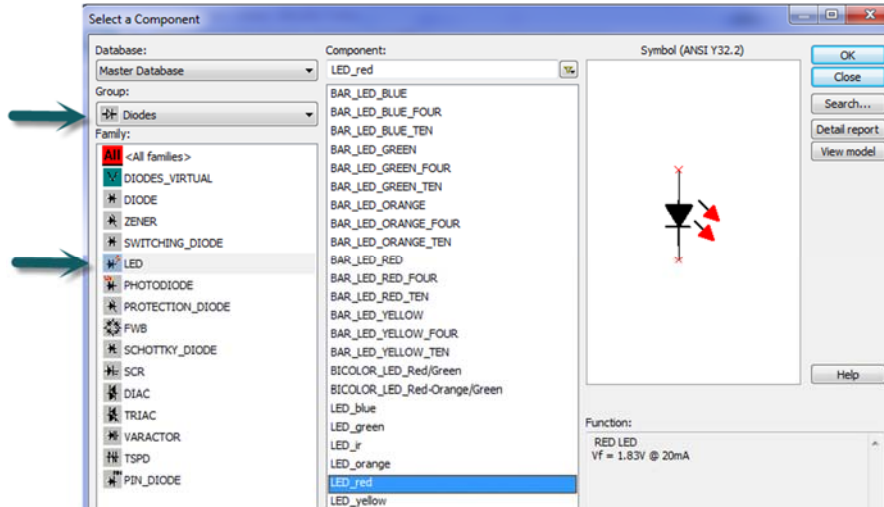 Select a Component
Database:
Master Database
Group:
Diodes
Family:
All <All families>
V DIODES_VIRTUAL
DIODE
ZENER
SWITCHING_DIODE
LED
PHOTODIODE
PROTECTION_DIODE
FWB
SCHOTTKY_DIODE
SCR
DIAC
TRIAC
VARACTOR
TSPD
PIN_DIODE
Component:
LED_red
BAR_LED_BLUE
BAR_LED_BLUE_FOUR
BAR_LED_BLUE_TEN
BAR_LED_GREEN
BAR_LED_GREEN_FOUR
BAR_LED_GREEN_TEN
BAR_LED_ORANGE
BAR_LED_ORANGE_FOUR
BAR_LED_ORANGE_TEN
BAR_LED_RED
BAR_LED_RED_FOUR
BAR_LED_RED_TEN
BAR_LED_YELLOW
BAR_LED_YELLOW_FOUR
BAR_LED_YELLOW_TEN
BICOLOR_LED_Red/Green
BICOLOR_LED_Red-Orange/Green
LED_blue
LED_green
LED_ir
LED_orange
LED_red
LED_yellow
Symbol (ANSI Y32.2)
Function:
RED LED
Vf = 1.83V @ 20mA
OK
Close
Search...
Detail report
View model
Help